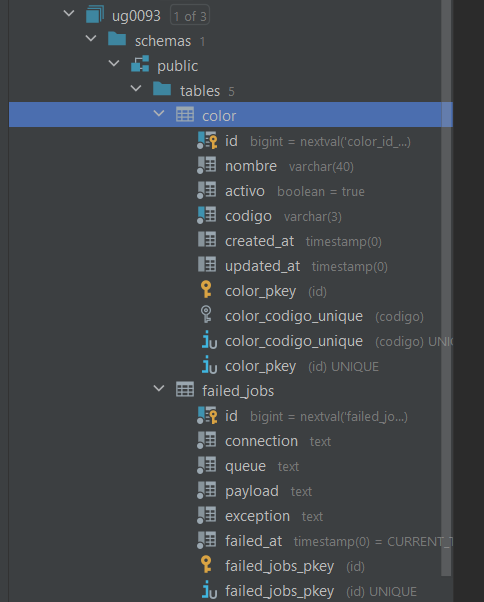 ug0093 1 of 3
schemas 1
public
tables 5
color
id bigint = nextval('color_id_...)
nombre varchar(40)
activo boolean = true
codigo varchar(3)
created_at timestamp(0)
updated_at timestamp(0)
color_pkey (id)
color_codigo_unique (codigo)
color_codigo_unique (codigo) UNI
color_pkey (id) UNIQUE
failed_jobs
id bigint = nextval('failed_jo...)
connection text
queue text
payload text
exception text
failed_at timestamp(0) = CURRENT_T
failed_jobs_pkey (id)
failed_jobs_pkey (id) UNIQUE